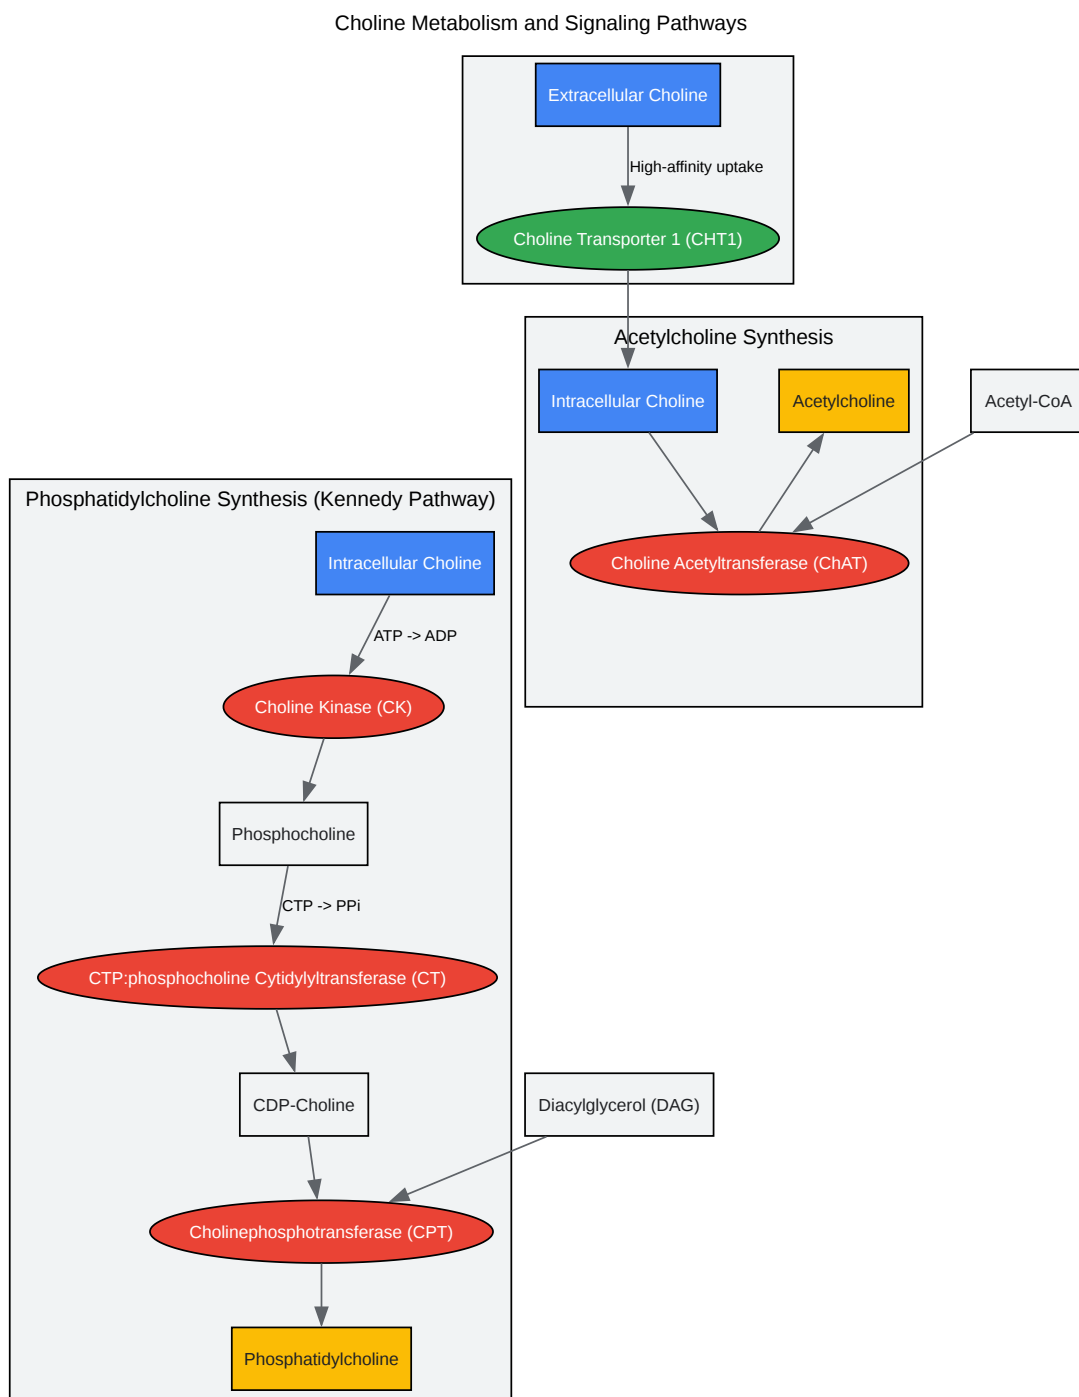 Choline Metabolism and Signaling Pathways
Extracellular Choline
High-affinity uptake
Choline Transporter 1 (CHT1)
Acetylcholine Synthesis
Intracellular Choline
Acetylcholine
Acetyl-CoA
Choline Acetyltransferase (ChAT)
Phosphatidylcholine Synthesis (Kennedy Pathway)
Intracellular Choline
ATP -> ADP
Choline Kinase (CK)
Phosphocholine
CTP -> PPi
CTP:phosphocholine Cytidylyltransferase (CT)
CDP-Choline
Diacylglycerol (DAG)
Cholinephosphotransferase (CPT)
Phosphatidylcholine